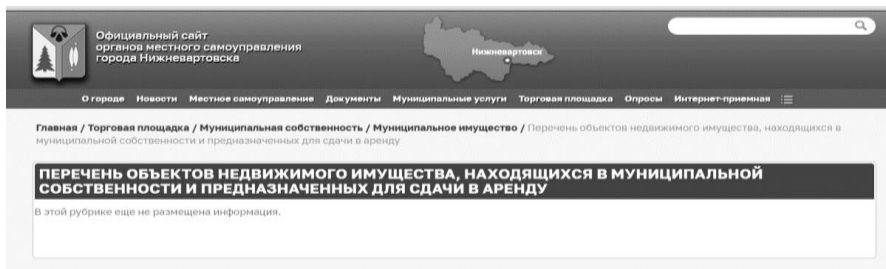 Официальный сайт
органов местного самоуправления
города Нижневартовска
Нижневартовск
О городе Новости Местное самоуправление Документы Муниципальные услуги Торговая площадка Опросы Интернет-приемная
Главная / Торговая площадка / Муниципальная собственность / Муниципальное имущество / Перечень объектов недвижимого имущества, находящихся в
муниципальной собственности и предназначенных для сдачи в аренду
ПЕРЕЧЕНЬ ОБЪЕКТОВ НЕДВИЖИМОГО ИМУЩЕСТВА, НАХОДЯЩИХСЯ В МУНИЦИПАЛЬНОЙ
СОБСТВЕННОСТИ И ПРЕДНАЗНАЧЕННЫХ ДЛЯ СДАЧИ В АРЕНДУ
В этой рубрике еще не размещена информация.